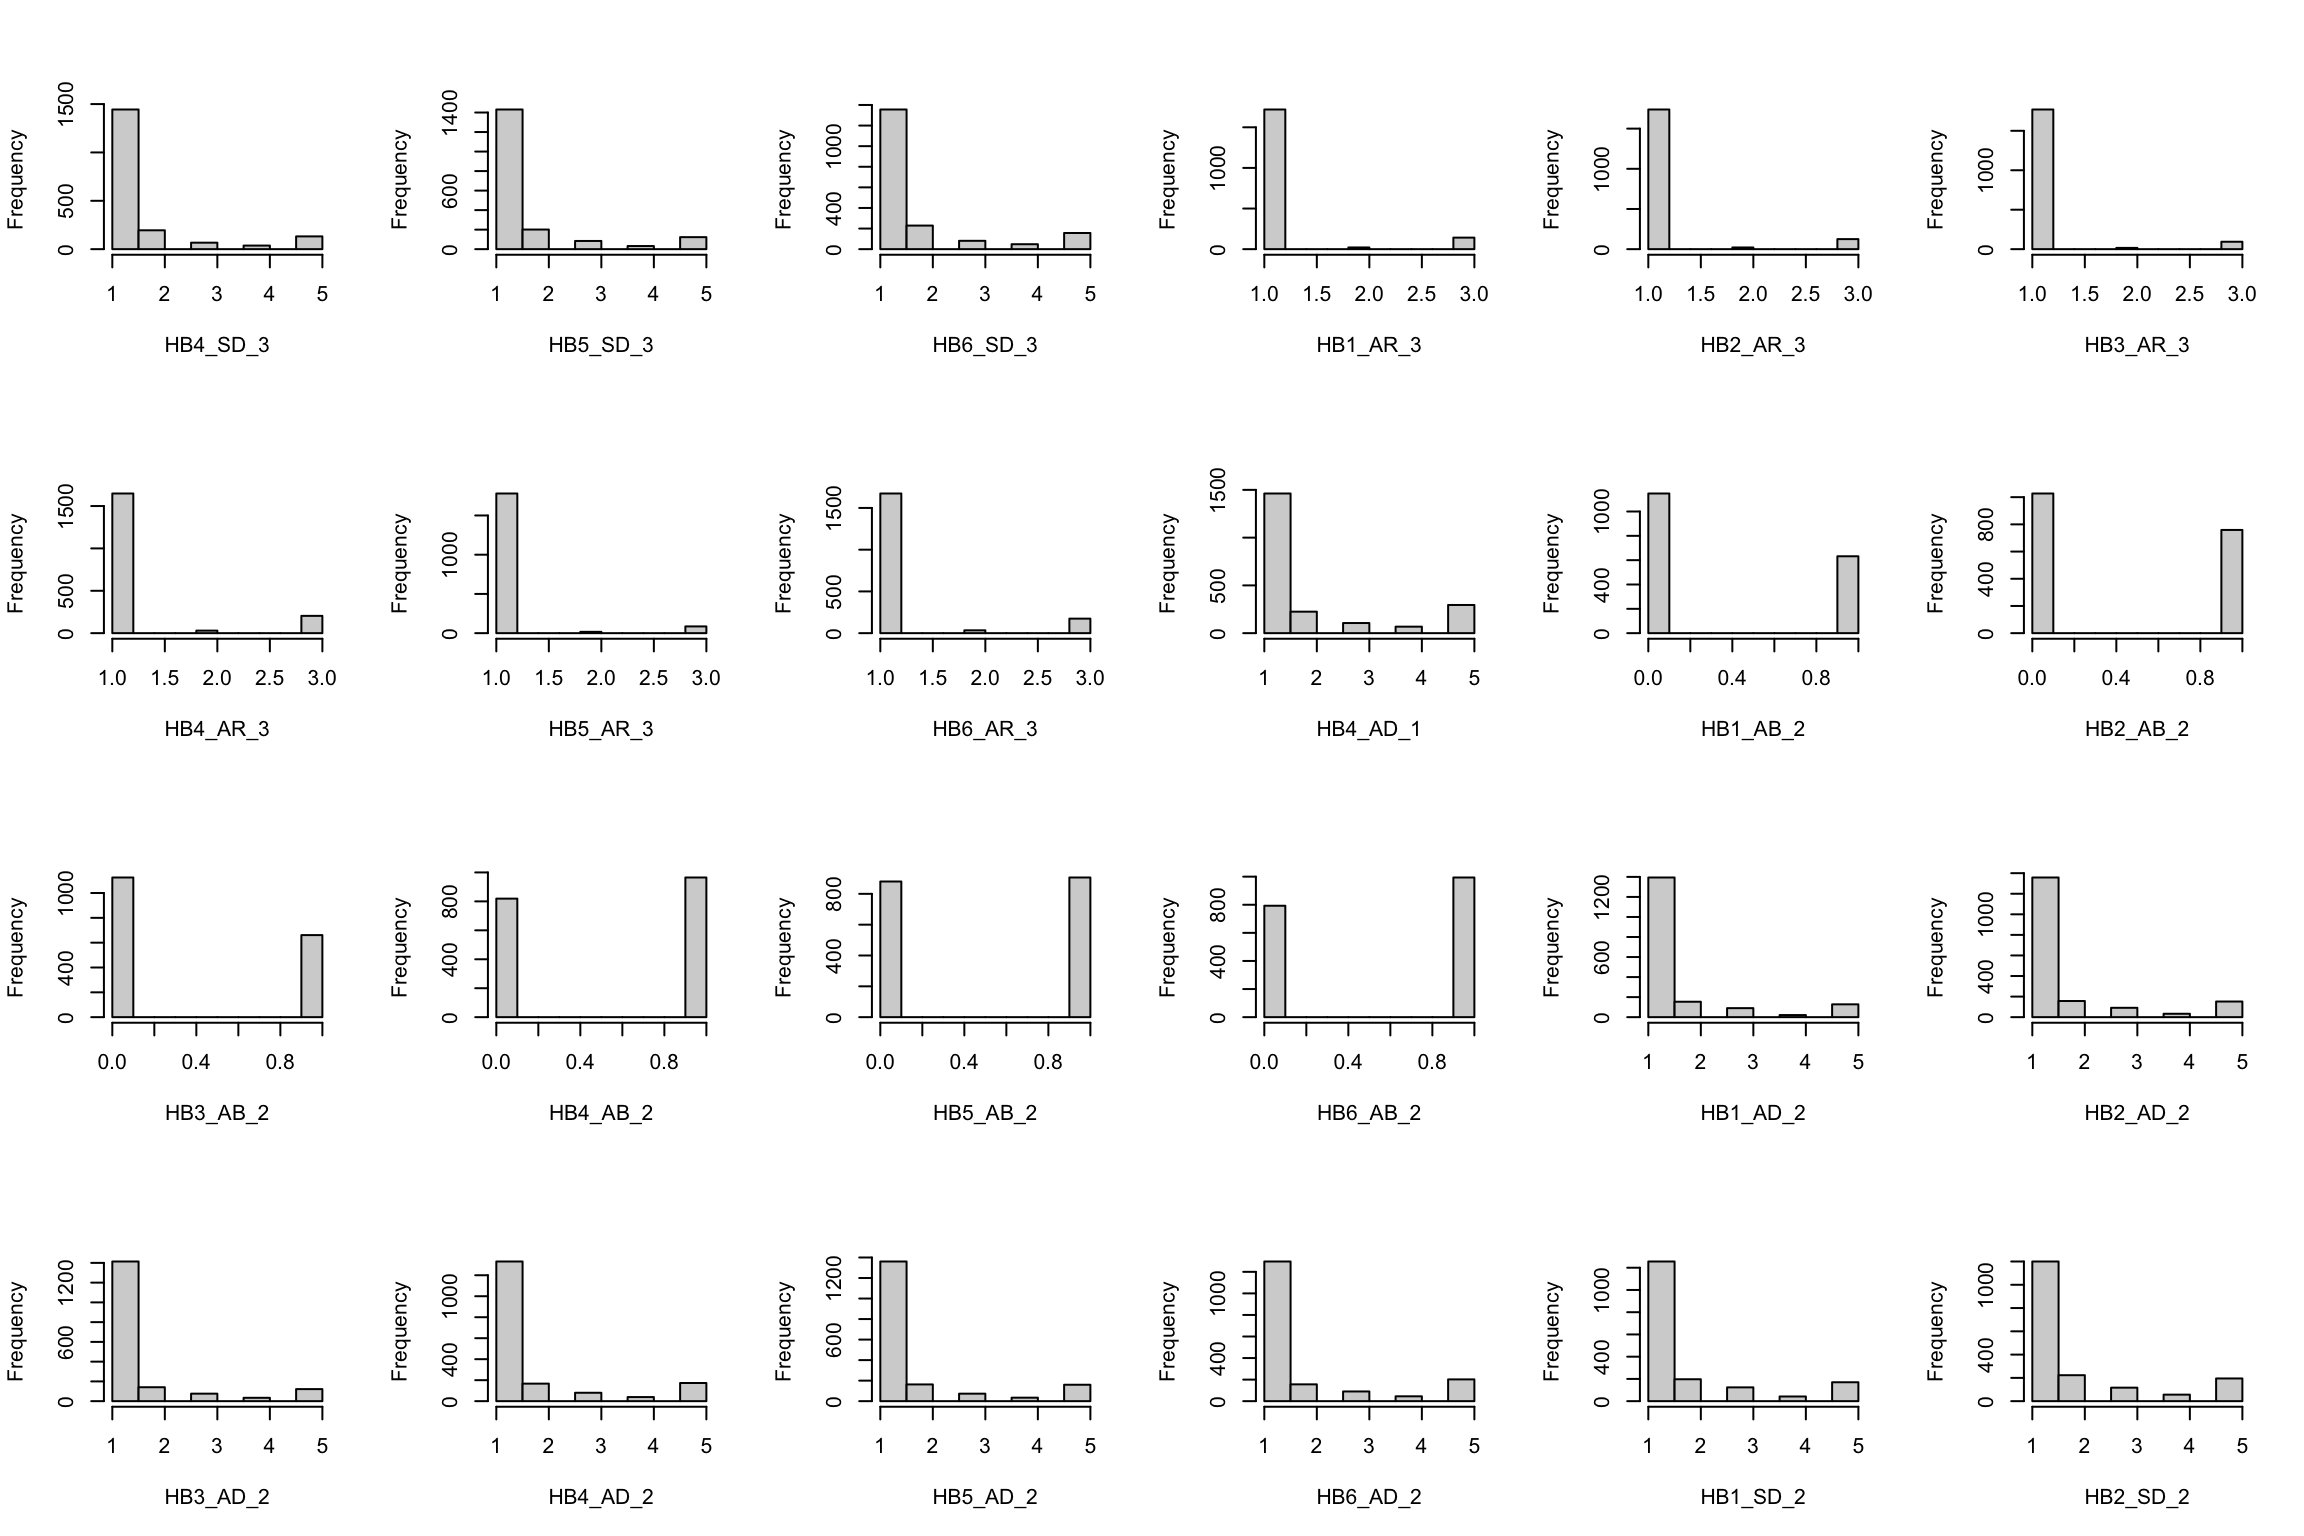 Frequency
0 500 1500
1 2 3 4 5
HB4_SD_3
Frequency
0 600 1400
1 2 3 4 5
HB5_SD_3
Frequency
0 400 1000
1 2 3 4 5
HB6_SD_3
Frequency
0 1000
1.0 1.5 2.0 2.5 3.0
HB1_AR_3
Frequency
0 1000
1.0 1.5 2.0 2.5 3.0
HB2_AR_3
Frequency
0 1000
1.0 1.5 2.0 2.5 3.0
HB3_AR_3
Frequency
0 500 1500
1.0 1.5 2.0 2.5 3.0
HB4_AR_3
Frequency
0 1000
1.0 1.5 2.0 2.5 3.0
HB5_AR_3
Frequency
0 500 1500
1.0 1.5 2.0 2.5 3.0
HB6_AR_3
Frequency
0 500 1500
1 2 3 4 5
HB4_AD_1
Frequency
0 400 1000
0.0 0.4 0.8
HB1_AB_2
Frequency
0 400 800
0.0 0.4 0.8
HB2_AB_2
Frequency
0 400 1000
0.0 0.4 0.8
HB3_AB_2
Frequency
0 400 800
0.0 0.4 0.8
HB4_AB_2
Frequency
0 400 800
0.0 0.4 0.8
HB5_AB_2
Frequency
0 400 800
0.0 0.4 0.8
HB6_AB_2
Frequency
0 600 1200
1 2 3 4 5
HB1_AD_2
Frequency
0 400 1000
1 2 3 4 5
HB2_AD_2
Frequency
0 600 1200
1 2 3 4 5
HB3_AD_2
Frequency
0 400 1000
1 2 3 4 5
HB4_AD_2
Frequency
0 600 1200
1 2 3 4 5
HB5_AD_2
Frequency
0 400 1000
1 2 3 4 5
HB6_AD_2
Frequency
0 400 1000
1 2 3 4 5
HB1_SD_2
Frequency
0 400 1000
1 2 3 4 5
HB2_SD_2